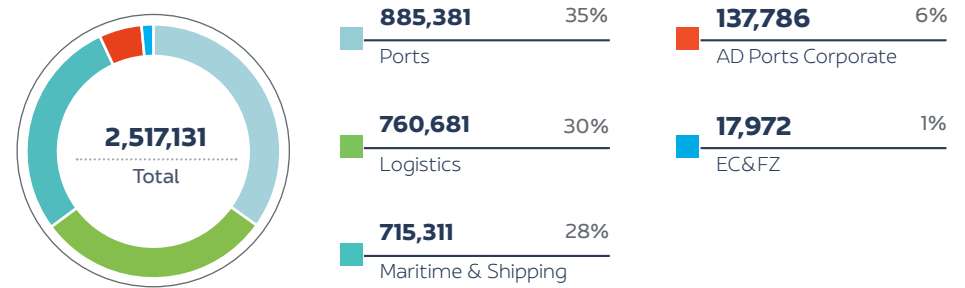 2,517,131
Total
885,381 35%
Ports
760,681 30%
Logistics
715,311 28%
Maritime & Shipping
137,786 6%
AD Ports Corporate
17,972 1%
EC&FZ